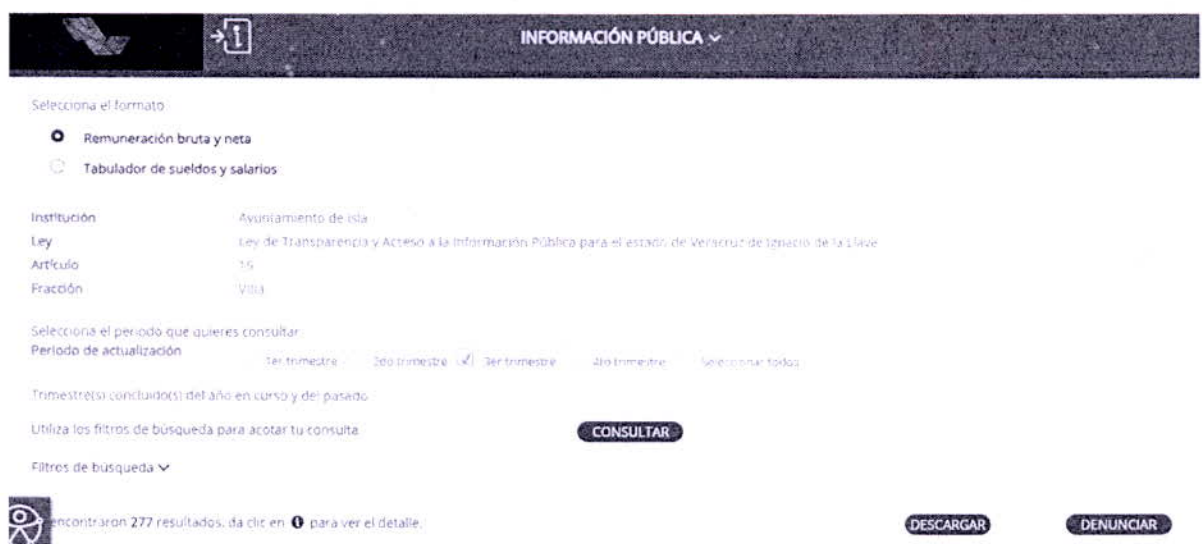 INFORMACIÓN PÚBLICA
Selecciona el formato
Remuneración bruta y neta
Tabulador de sueldos y salarios
Institución Ayuntamiento de Isla
Ley Ley de Transparencia y Acceso a la Información Pública para el estado de Veracruz de Ignacio de la Llave
Artículo 15
Fracción VIII
Selecciona el periodo que quieres consultar
Periodo de actualización 1er trimestre 2do trimestre 3er trimestre 4to trimestre Seleccionar todos
Trimestre(s) concluido(s) del año en curso y del pasado
Utiliza los filtros de búsqueda para acotar tu consulta CONSULTAR
Filtros de búsqueda
encontraron 277 resultados, da clic en i para ver el detalle. DESCARGAR DENUNCIAR